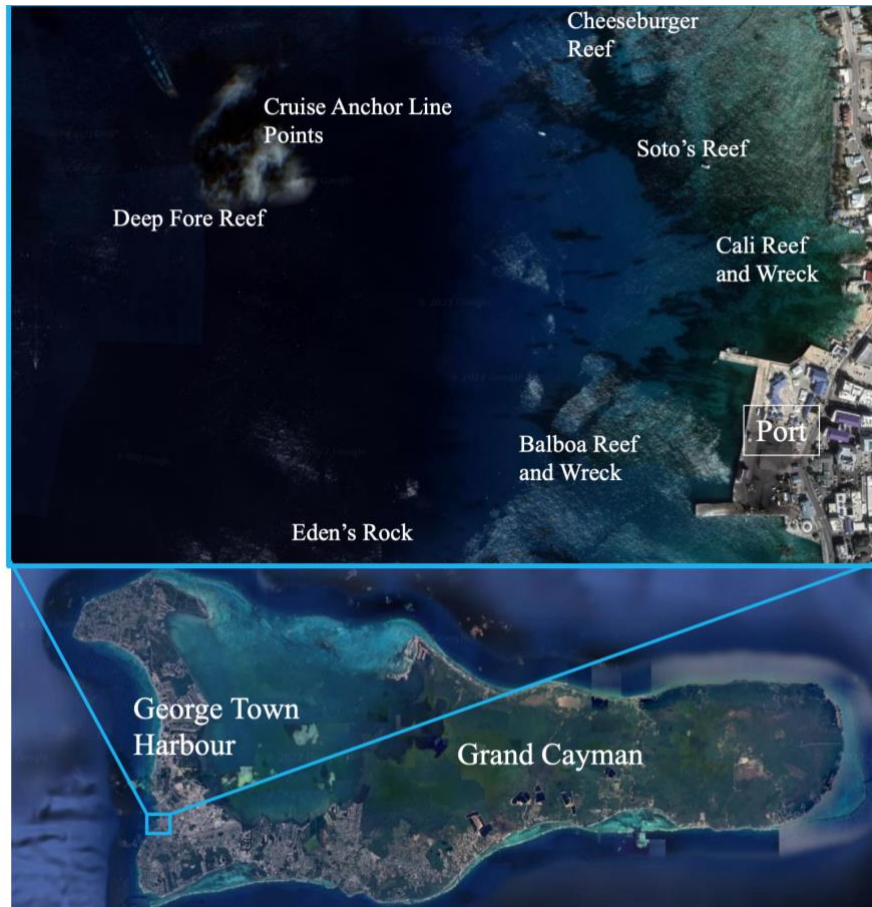 Cheeseburger
Reef
Cruise Anchor Line
Points
Soto's Reef
Deep Fore Reef
Cali Reef
and Wreck
Port
Balboa Reef
and Wreck
Eden's Rock
George Town
Harbour
Grand Cayman